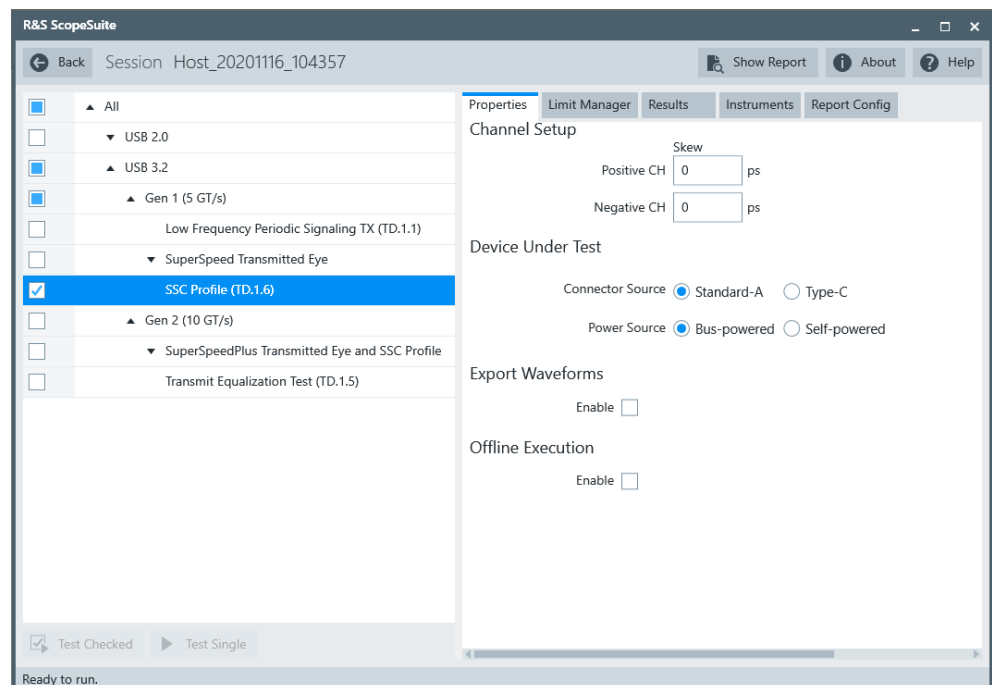 R&S ScopeSuite
Back Session Host_20201116_104357 Show Report About Help
All
USB 2.0
USB 3.2
Gen 1 (5 GT/s)
Low Frequency Periodic Signaling TX (TD.1.1)
SuperSpeed Transmitted Eye
SSC Profile (TD.1.6)
Gen 2 (10 GT/s)
SuperSpeedPlus Transmitted Eye and SSC Profile
Transmit Equalization Test (TD.1.5)
Test Checked Test Single
Properties Limit Manager Results Instruments Report Config
Channel Setup
Skew
Positive CH 0 ps
Negative CH 0 ps
Device Under Test
Connector Source Standard-A Type-C
Power Source Bus-powered Self-powered
Export Waveforms
Enable
Offline Execution
Enable
Ready to run.